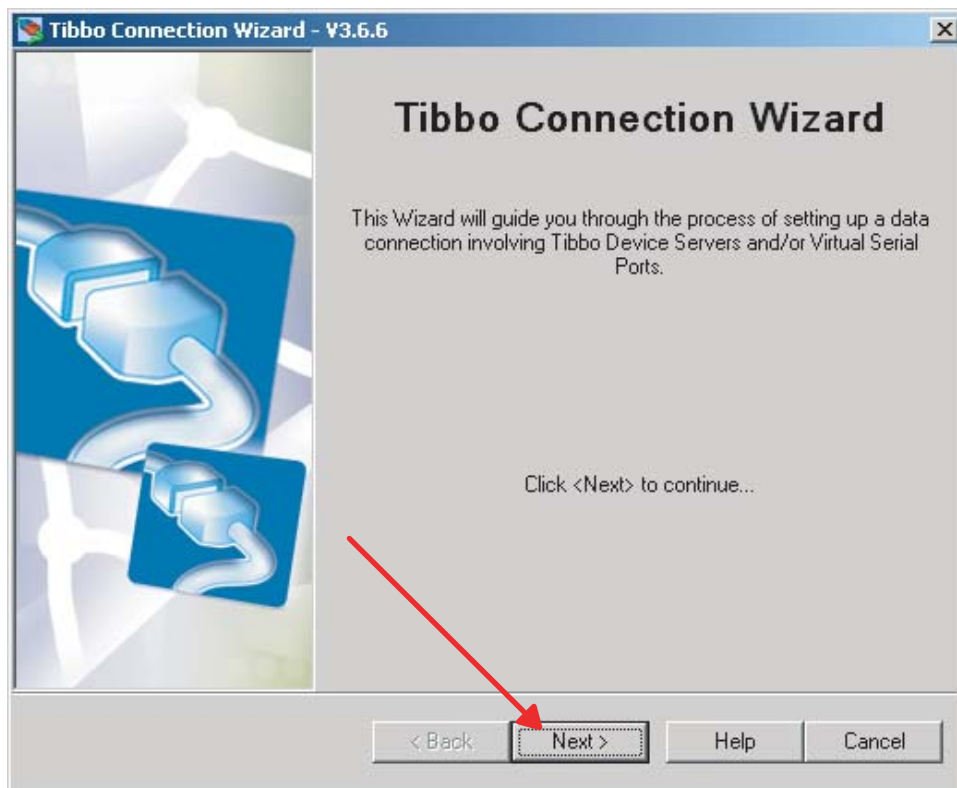 Tibbo Connection Wizard - V3.6.6
Tibbo Connection Wizard
This Wizard will guide you through the process of setting up a data
connection involving Tibbo Device Servers and/or Virtual Serial
Ports.
Click <Next> to continue...
< Back
Next >
Help
Cancel